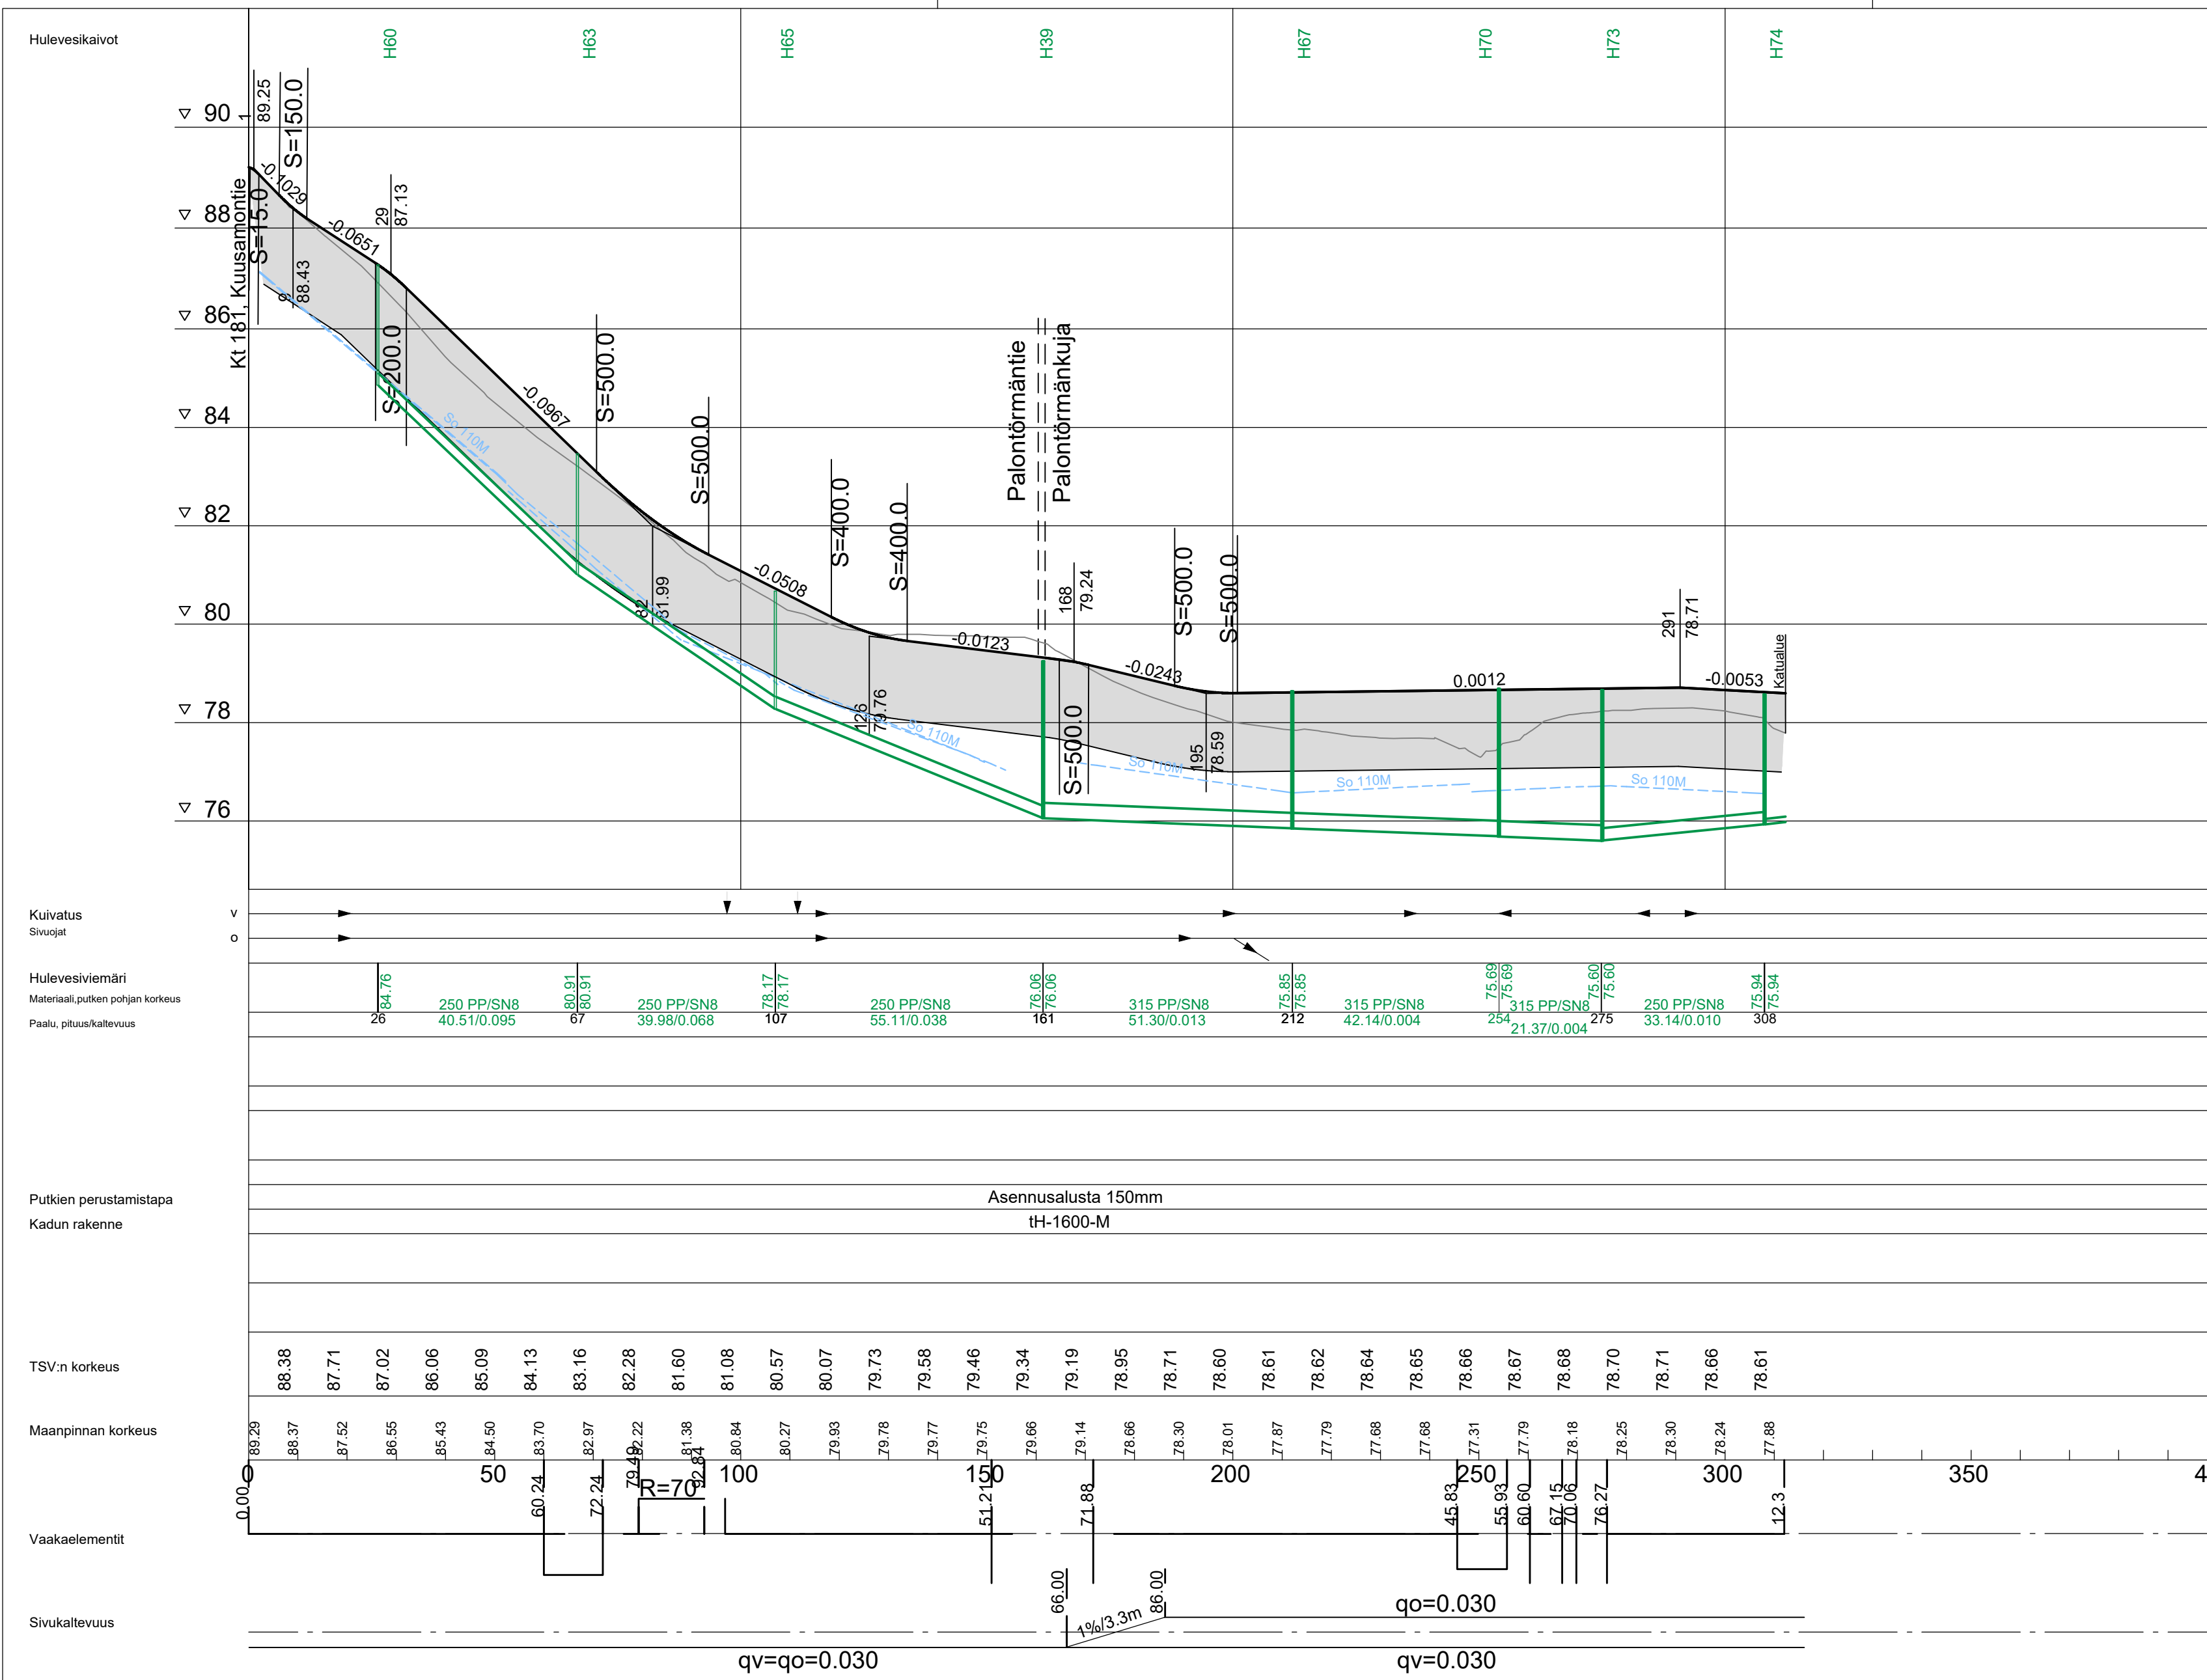 Hulevesikaivot
H60 H63 H65 H39 H67 H70 H73 H74
90
88
86
84
82
80
78
76
Kt 181, Kuusamontie
1
89.25
S=150.0
-0.1029
S=15.0
9
88.43
-0.0651
29
87.13
S=200.0
-0.0967
So 110M
S=500.0
S=500.0
82
81.99
-0.0508
S=400.0
S=400.0
126
79.76
So 110M
-0.0123
Palontörmäntie
Palontörmänkuja
168
79.24
S=500.0
-0.0243
So 110M
S=500.0
S=500.0
195
78.59
So 110M
0.0012
So 110M
291
78.71
-0.0053
Katualue
Kuivatus v
Sivuojat o
Hulevesiviemäri
Materiaali,putken pohjan korkeus
Paalu, pituus/kaltevuus
84.76 80.91 80.91 78.17 78.17 76.06 76.06 75.85 75.85 75.69 75.69 75.60 75.60 75.94 75.94
250 PP/SN8 250 PP/SN8 250 PP/SN8 315 PP/SN8 315 PP/SN8 315 PP/SN8 250 PP/SN8
26 40.51/0.095 67 39.98/0.068 107 55.11/0.038 161 51.30/0.013 212 42.14/0.004 254 21.37/0.004 275 33.14/0.010 308
Putkien perustamistapa Asennusalusta 150mm
Kadun rakenne tH-1600-M
TSV:n korkeus 88.38 87.71 87.02 86.06 85.09 84.13 83.16 82.28 81.60 81.08 80.57 80.07 79.73 79.58 79.46 79.34 79.19 78.95 78.71 78.60 78.61 78.62 78.64 78.65 78.66 78.67 78.68 78.70 78.71 78.66 78.61
Maanpinnan korkeus 89.29 88.37 87.52 86.55 85.43 84.50 83.70 82.97 82.22 81.38 80.84 80.27 79.93 79.78 79.77 79.75 79.66 79.14 78.66 78.30 78.01 77.87 77.79 77.68 77.68 77.31 77.79 78.18 78.25 78.30 78.24 77.88
0 50 100 150 200 250 300 350 4
Vaakaelementit 0.00 60.24 72.24 79.49 R=70 92.84 51.21 71.88 45.83 55.93 60.60 67.15 70.06 76.27 12.3
Sivukaltevuus
66.00 1%/3.3m 86.00
qo=0.030
qv=qo=0.030 qv=0.030